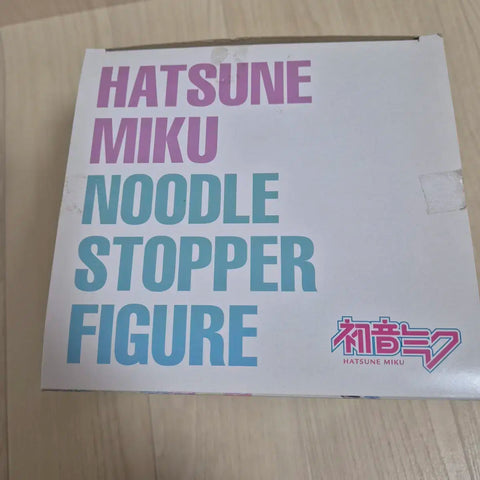 HATSUNE
MIKU
NOODLE
STOPPER
FIGURE
初音ミク
HATSUNE MIKU